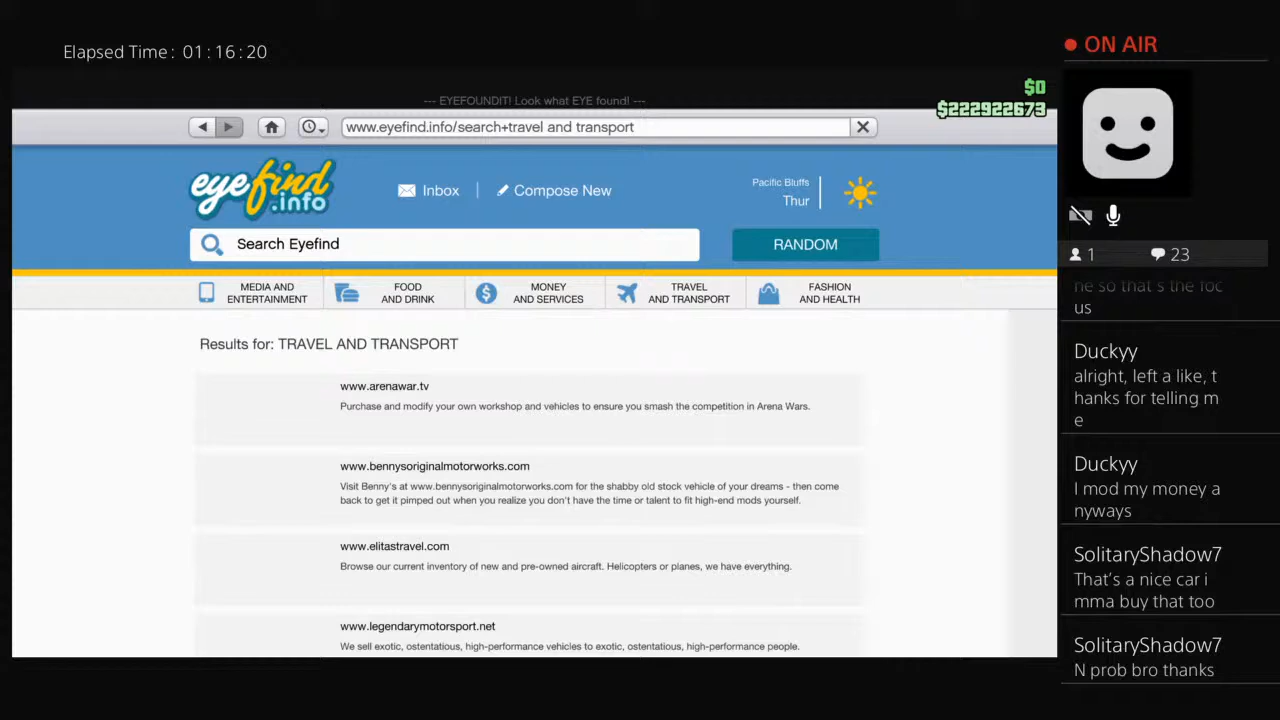 Elapsed Time: 01:16:20
ON AIR
--- EYEFOUNDIT! Look what EYE found! ---
$0
$222922673
www.eyefind.info/search+travel and transport
eyefind
.info
Inbox
Compose New
Pacific Bluffs
Thur
Search Eyefind
RANDOM
MEDIA AND
ENTERTAINMENT
FOOD
AND DRINK
MONEY
AND SERVICES
TRAVEL
AND TRANSPORT
FASHION
AND HEALTH
Results for: TRAVEL AND TRANSPORT
www.arenawar.tv
Purchase and modify your own workshop and vehicles to ensure you smash the competition in Arena Wars.
www.bennysoriginalmotorworks.com
Visit Benny's at www.bennysoriginalmotorworks.com for the shabby old stock vehicle of your dreams - then come
back to get it pimped out when you realize you don't have the time or talent to fit high-end mods yourself.
www.elitastravel.com
Browse our current inventory of new and pre-owned aircraft. Helicopters or planes, we have everything.
www.legendarymotorsport.net
We sell exotic, ostentatious, high-performance vehicles to exotic, ostentatious, high-performance people.
1
23
ne so that s the foc
us
Duckyy
alright, left a like, t
hanks for telling m
e
Duckyy
I mod my money a
nyways
SolitaryShadow7
That's a nice car i
mma buy that too
SolitaryShadow7
N prob bro thanks